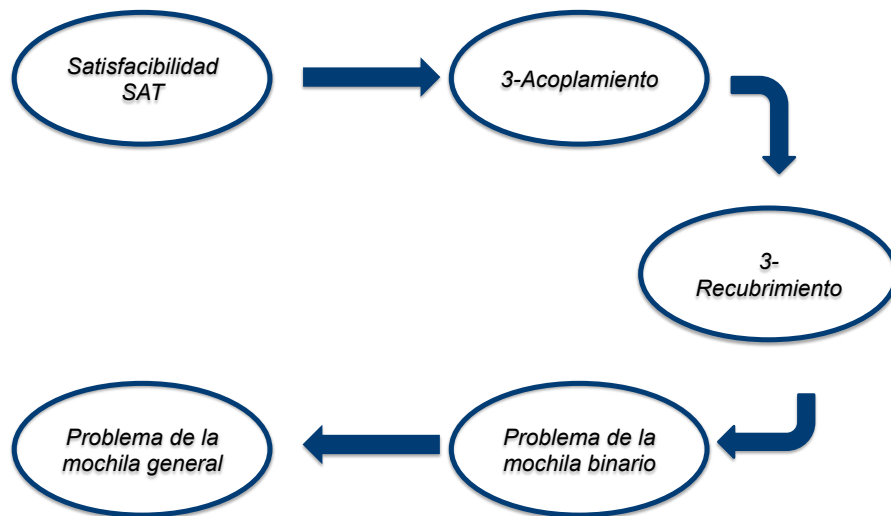 Satisfacibilidad
SAT
3-Acoplamiento
3-
Recubrimiento
Problema de la
mochila binario
Problema de la
mochila general